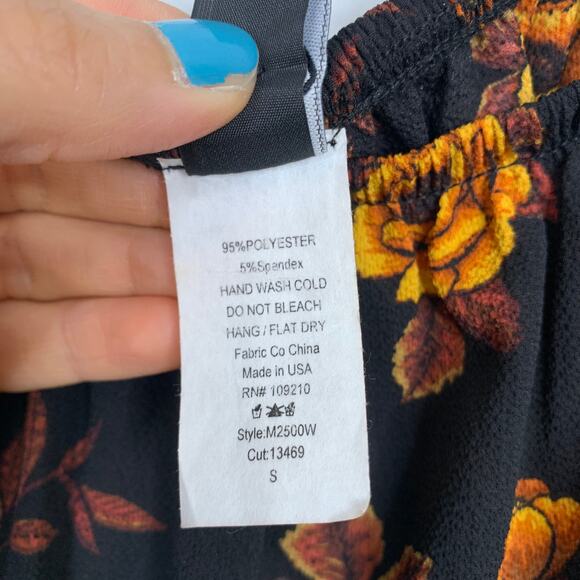 95%POLYESTER
5%Spandex
HAND WASH COLD
DO NOT BLEACH
HANG / FLAT DRY
Fabric Co China
Made in USA
RN# 109210
Style:M2500W
Cut:13469
S